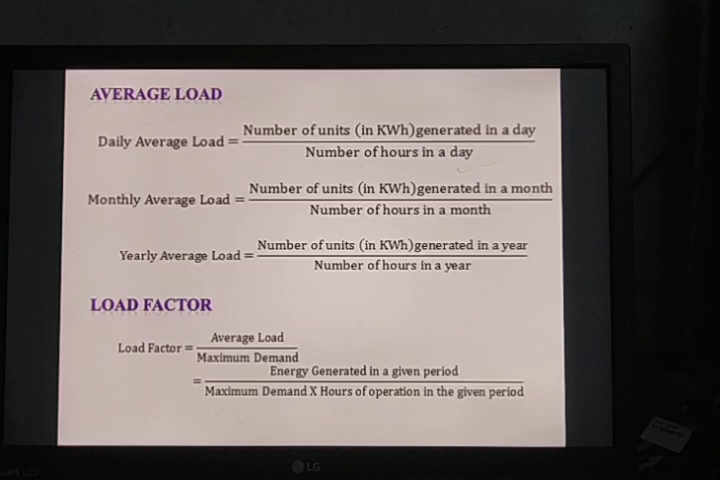 AVERAGE LOAD
Daily Average Load = Number of units (in KWh)generated in a day
Number of hours in a day
Monthly Average Load = Number of units (in KWh)generated in a month
Number of hours in a month
Yearly Average Load = Number of units (in KWh)generated in a year
Number of hours in a year
LOAD FACTOR
Load Factor = Average Load
Maximum Demand
= Energy Generated in a given period
Maximum Demand X Hours of operation in the given period
LG